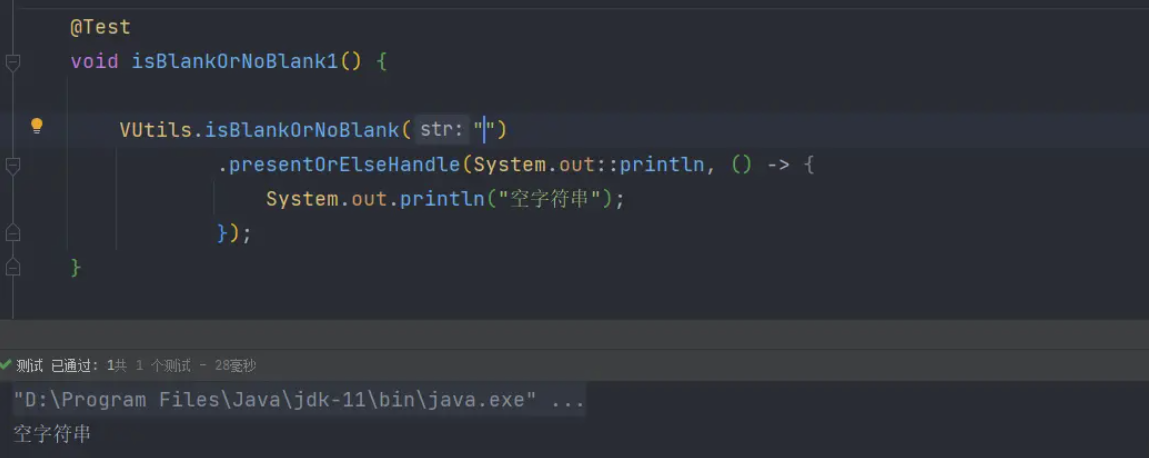 @Test
void isBlankOrNoBlank1() {
VUtils.isBlankOrNoBlank( str: "")
.presentOrElseHandle(System.out::println, () -> {
System.out.println("空字符串");
});
}
测试 已通过: 1共 1 个测试 – 28毫秒
"D:\Program Files\Java\jdk-11\bin\java.exe" ...
空字符串